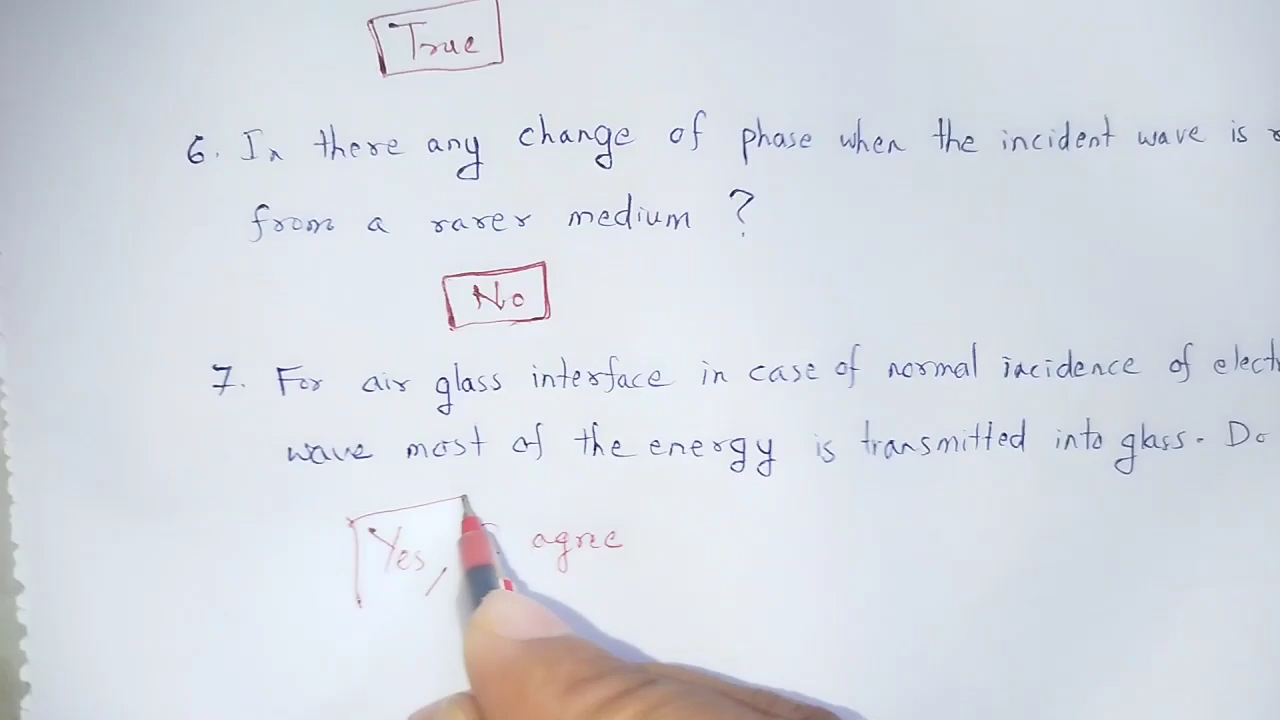 True
6. In there any change of phase when the incident wave is
from a rarer medium ?
No
7. For air glass interface in case of normal incidence of elect
wave most of the energy is transmitted into glass. Do
Yes, agree